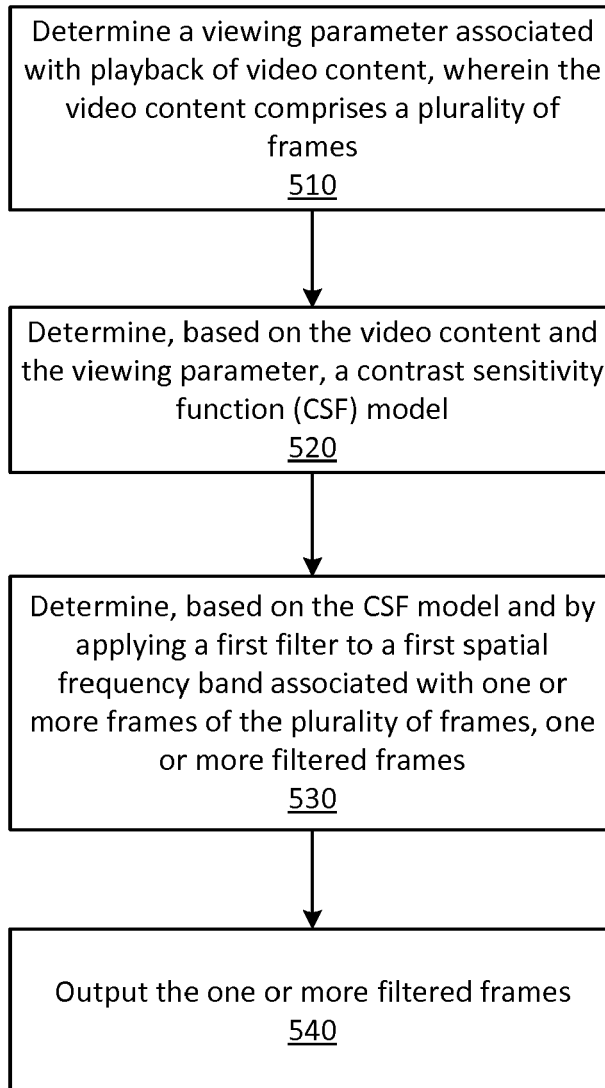 Determine a viewing parameter associated
with playback of video content, wherein the
video content comprises a plurality of
frames
510
Determine, based on the video content and
the viewing parameter, a contrast sensitivity
function (CSF) model
520
Determine, based on the CSF model and by
applying a first filter to a first spatial
frequency band associated with one or
more frames of the plurality of frames, one
or more filtered frames
530
Output the one or more filtered frames
540